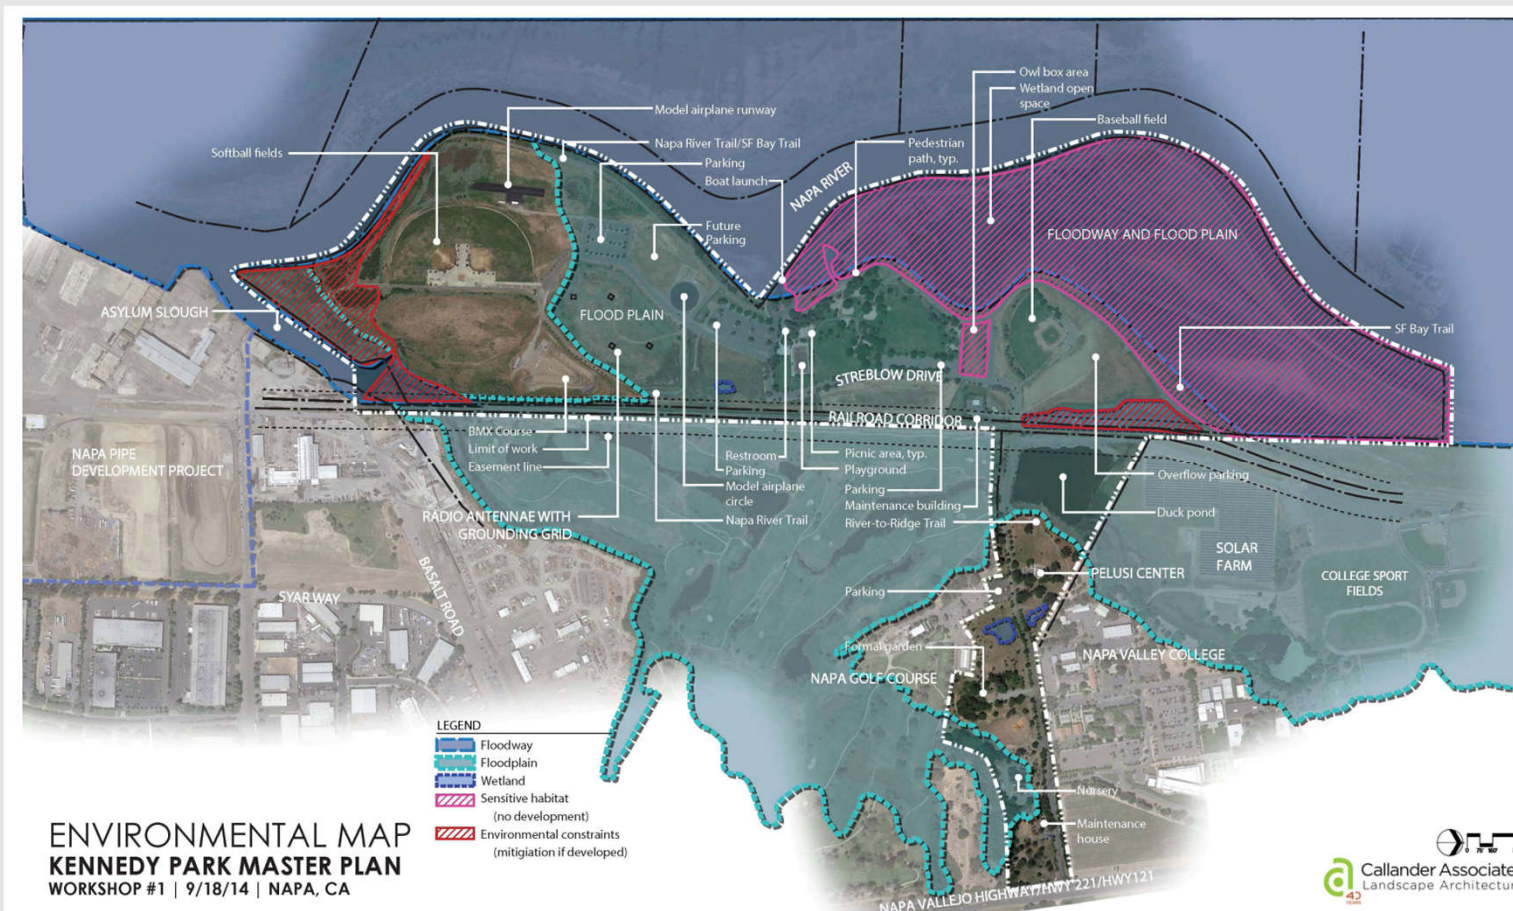 Owl box area
Wetland open
space
Model airplane runway
Baseball field
Softball fields
Napa River Trail/SF Bay Trail
Pedestrian
path, typ.
Parking
Boat launch
NAPA RIVER
Future
Parking
FLOODWAY AND FLOOD PLAIN
ASYLUM SLOUGH
FLOOD PLAIN
SF Bay Trail
STREBLOW DRIVE
RAILROAD CORRIDOR
BMX Course
Limit of work
Easement line
NAPA PIPE
DEVELOPMENT PROJECT
Restroom
Parking
Model airplane
circle
Napa River Trail
Picnic area, typ.
Playground
Parking
Maintenance building
River-to-Ridge Trail
Overflow parking
Duck pond
RADIO ANTENNAE WITH
GROUNDING GRID
SOLAR
FARM
BASALT ROAD
PELUSI CENTER
COLLEGE SPORT
FIELDS
SYAR WAY
Parking
Formal garden
NAPA VALLEY COLLEGE
NAPA GOLF COURSE
LEGEND
Floodway
Floodplain
Wetland
Sensitive habitat
(no development)
Environmental constraints
(mitigiation if developed)
Nursery
Maintenance
house
ENVIRONMENTAL MAP
KENNEDY PARK MASTER PLAN
WORKSHOP #1 | 9/18/14 | NAPA, CA
NAPA VALLEJO HIGHWAY/HWY 221/HWY121
0 75' 150'
Callander Associate
Landscape Architectur
40
YEARS